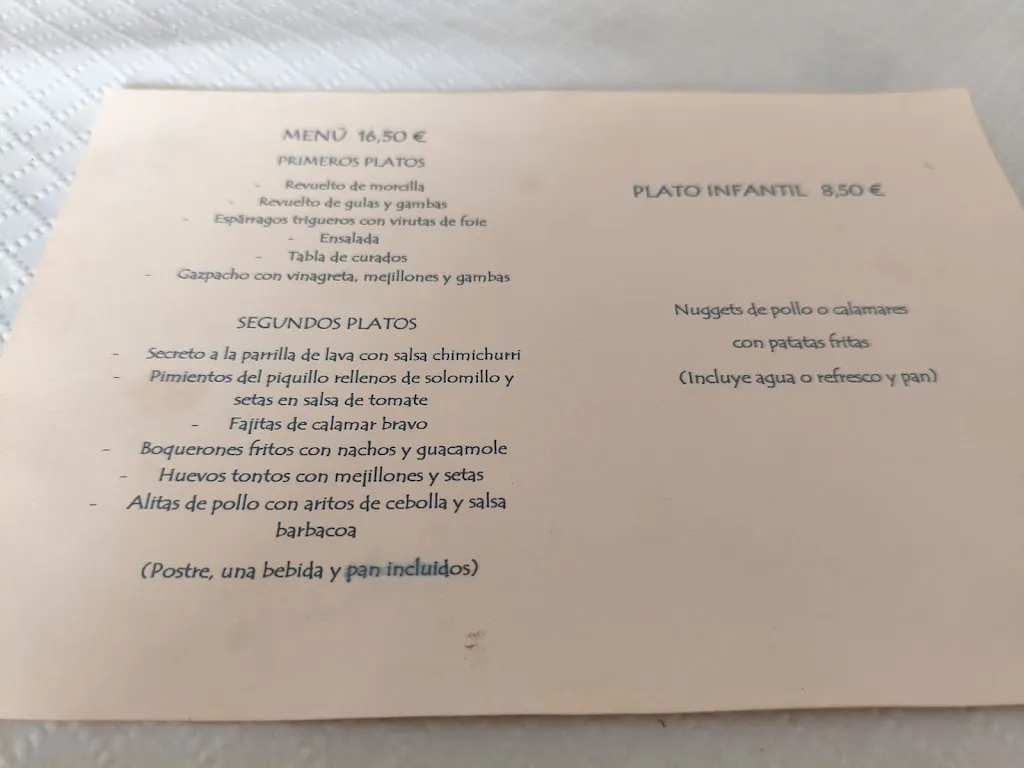 MENÚ 16,50 €
PRIMEROS PLATOS
- Revuelto de morcilla
- Revuelto de gulas y gambas
- Espárragos trigueros con virutas de foie
- Ensalada
- Tabla de curados
- Gazpacho con vinagreta, mejillones y gambas
SEGUNDOS PLATOS
- Secreto a la parrilla de lava con salsa chimichurri
- Pimientos del piquillo rellenos de solomillo y
setas en salsa de tomate
- Fajitas de calamar bravo
- Boquerones fritos con nachos y guacamole
- Huevos tontos con mejillones y setas
- Alitas de pollo con aritos de cebolla y salsa
barbacoa
(Postre, una bebida y pan incluidos)
PLATO INFANTIL 8,50 €
Nuggets de pollo o calamares
con patatas fritas
(Incluye agua o refresco y pan)